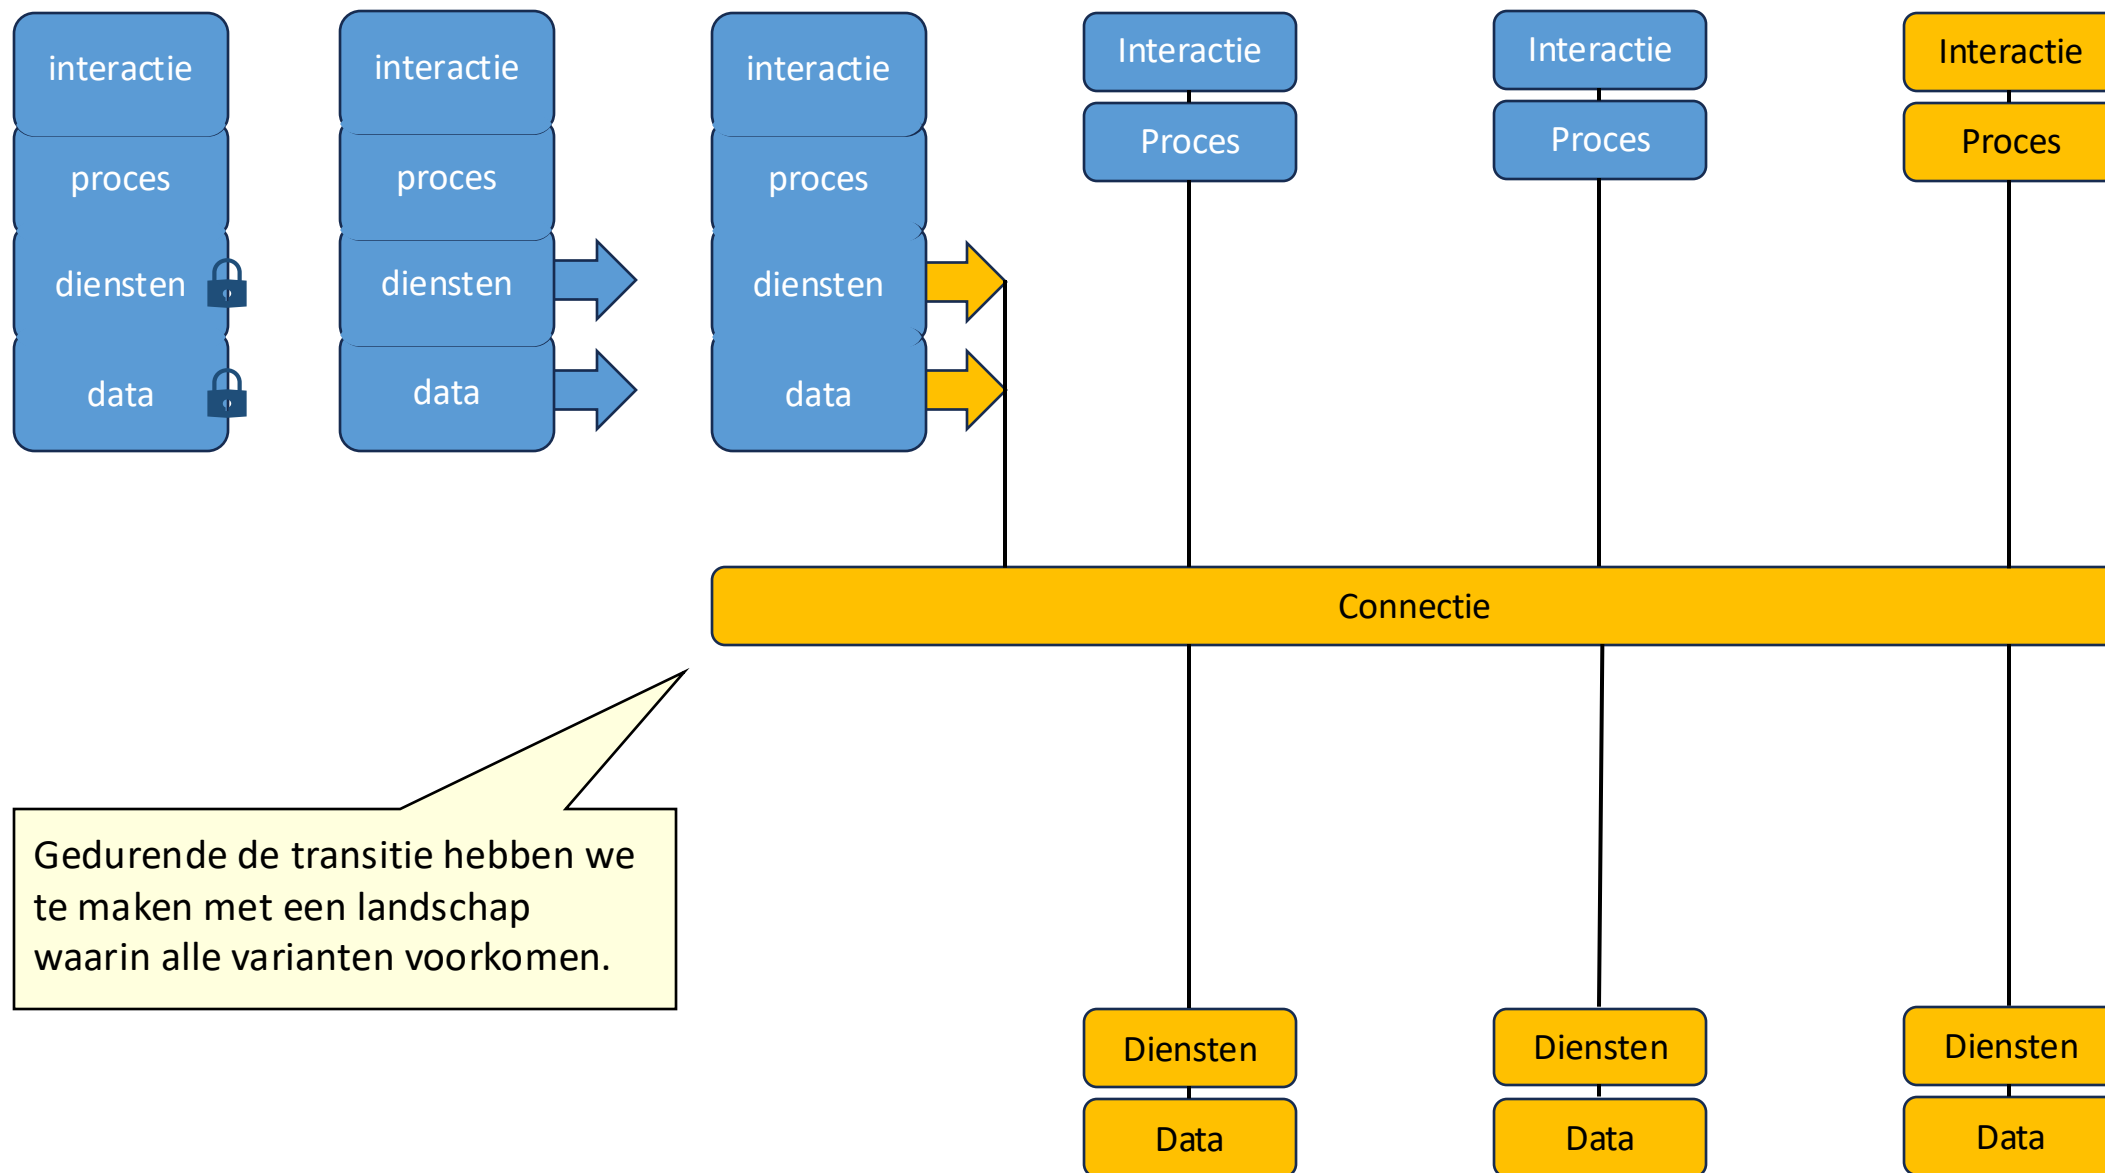 interactie
proces
diensten
data
interactie
proces
diensten
data
interactie
proces
diensten
data
Interactie
Proces
Interactie
Proces
Interactie
Proces
Connectie
Gedurende de transitie hebben we
te maken met een landschap
waarin alle varianten voorkomen.
Diensten
Data
Diensten
Data
Diensten
Data